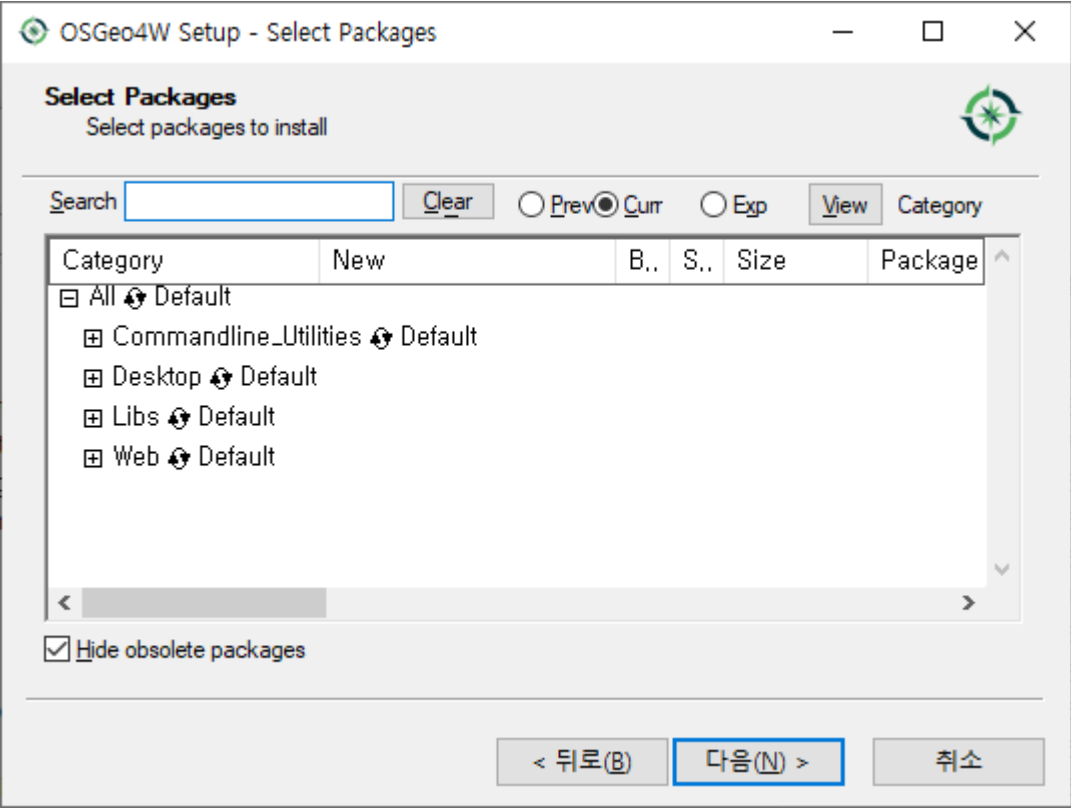 OSGeo4W Setup - Select Packages
Select Packages
Select packages to install
Search Clear Prev Curr Exp View Category
Category New B.. S.. Size Package
All Default
Commandline_Utilities Default
Desktop Default
Libs Default
Web Default
Hide obsolete packages
< 뒤로(B) 다음(N) > 취소